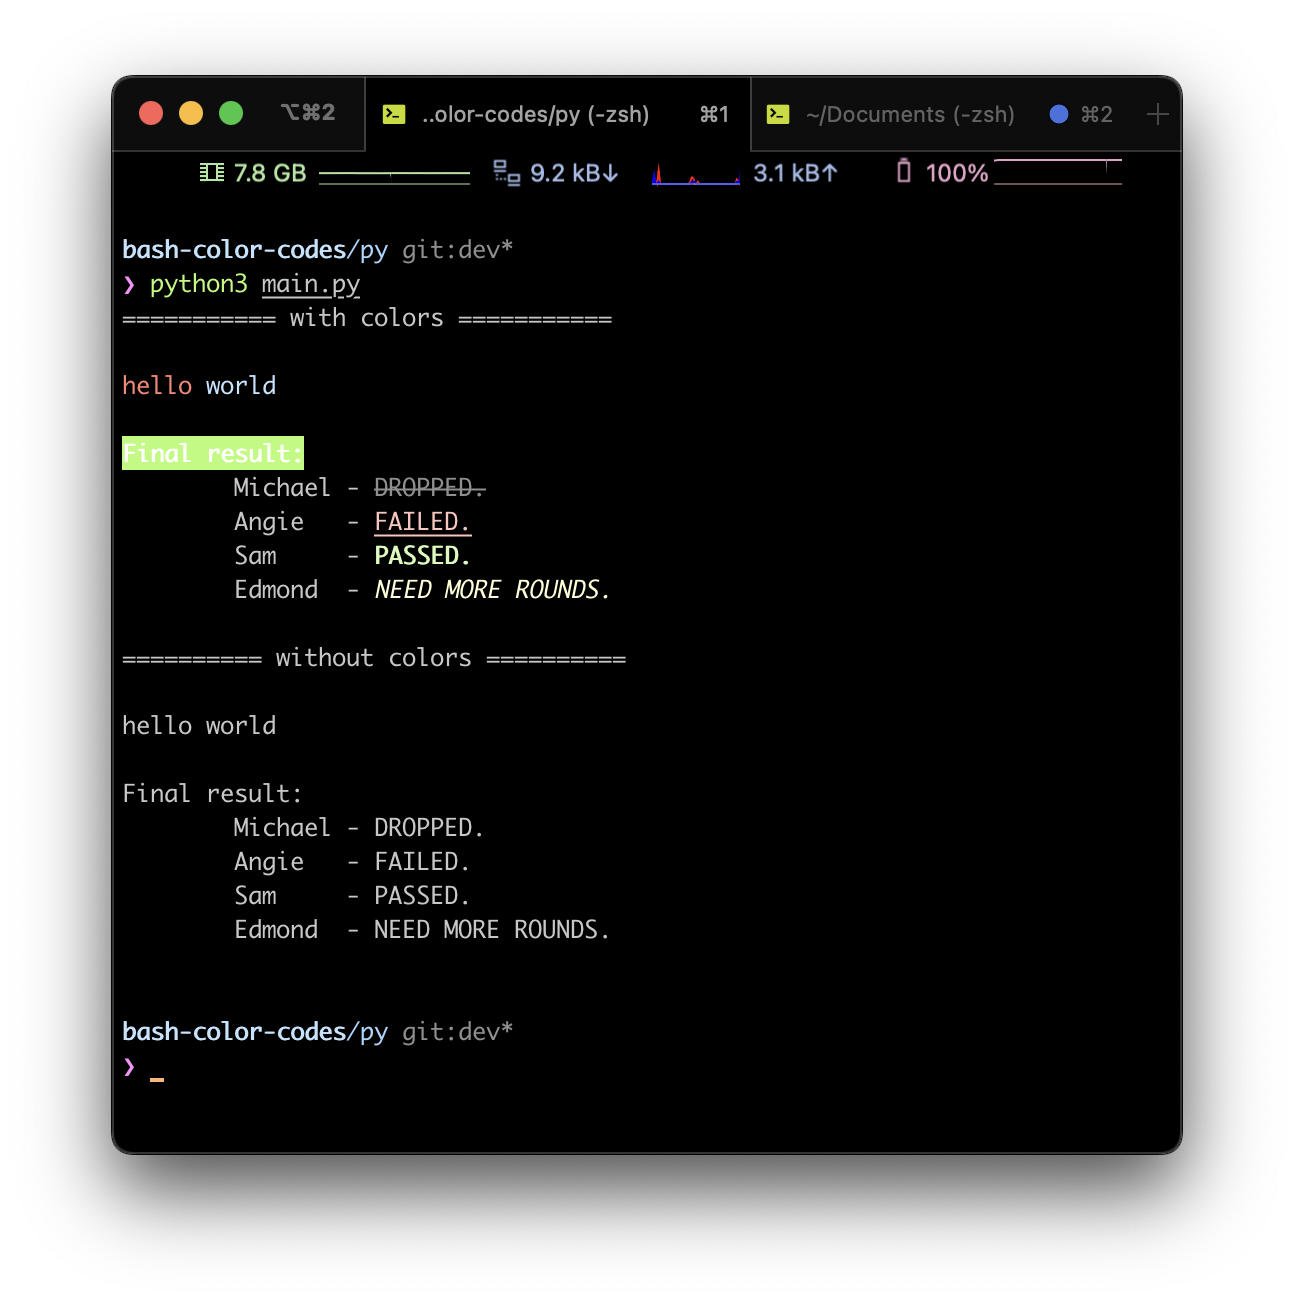 ⌥⌘2 ..olor-codes/py (-zsh) ⌘1 ~/Documents (-zsh) ⌘2
7.8 GB 9.2 kB↓ 3.1 kB↑ 100%
bash-color-codes/py git:dev*
❯ python3 main.py
=========== with colors ===========
hello world
Final result:
Michael - DROPPED.
Angie   - FAILED.
Sam     - PASSED.
Edmond  - NEED MORE ROUNDS.
========== without colors ==========
hello world
Final result:
Michael - DROPPED.
Angie   - FAILED.
Sam     - PASSED.
Edmond  - NEED MORE ROUNDS.
bash-color-codes/py git:dev*
❯